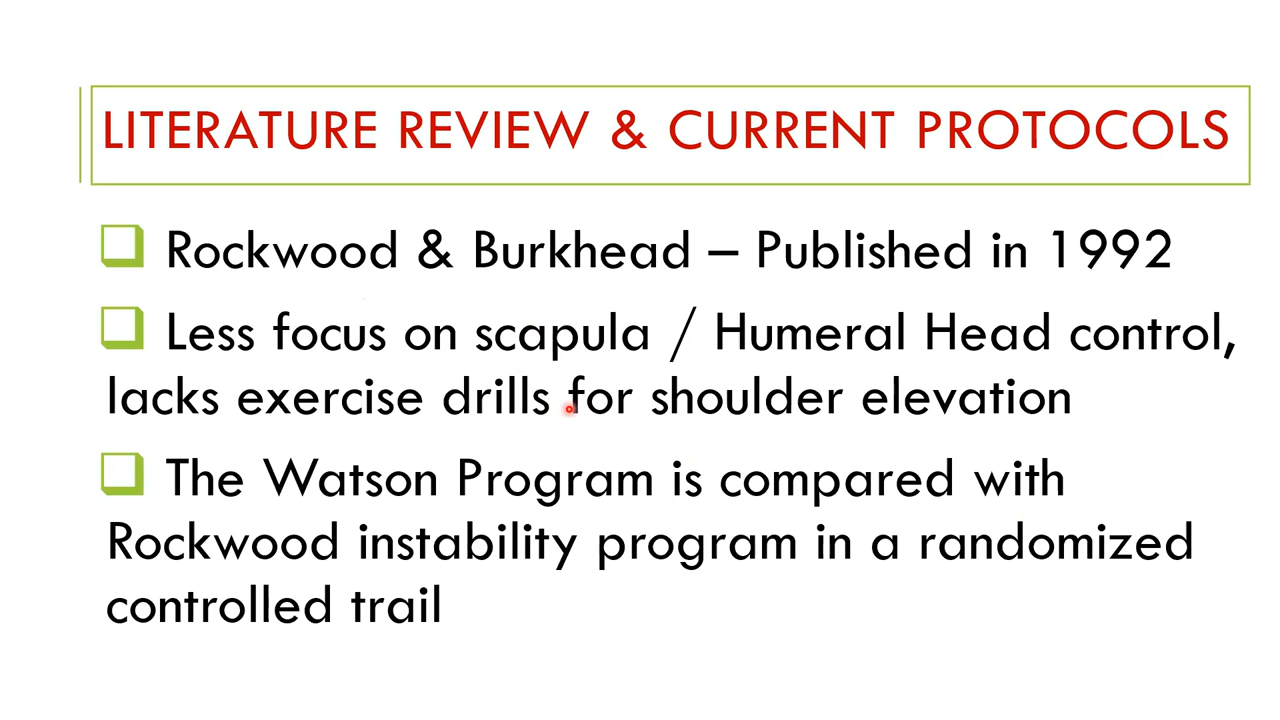 LITERATURE REVIEW & CURRENT PROTOCOLS
Rockwood & Burkhead – Published in 1992
Less focus on scapula / Humeral Head control,
lacks exercise drills for shoulder elevation
The Watson Program is compared with
Rockwood instability program in a randomized
controlled trail